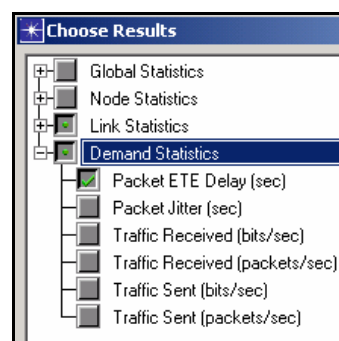 Choose Results
Global Statistics
Node Statistics
Link Statistics
Demand Statistics
Packet ETE Delay (sec)
Packet Jitter (sec)
Traffic Received (bits/sec)
Traffic Received (packets/sec)
Traffic Sent (bits/sec)
Traffic Sent (packets/sec)